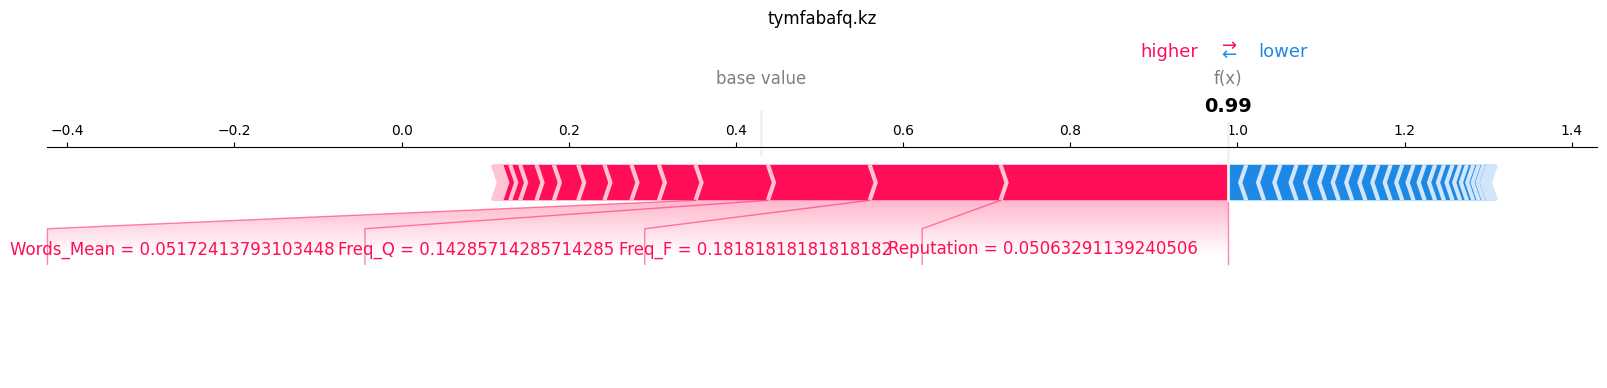 tymfabafq.kz
higher ⇄ lower
base value f(x)
0.99
−0.4 −0.2 0.0 0.2 0.4 0.6 0.8 1.0 1.2 1.4
Words_Mean = 0.05172413793103448 Freq_Q = 0.14285714285714285 Freq_F = 0.18181818181818182 Reputation = 0.05063291139240506